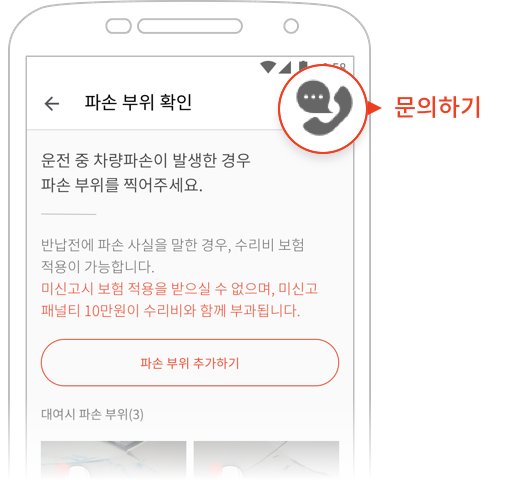 파손 부위 확인
문의하기
운전 중 차량파손이 발생한 경우
파손 부위를 찍어주세요.
반납전에 파손 사실을 말한 경우, 수리비 보험
적용이 가능합니다.
미신고시 보험 적용을 받으실 수 없으며, 미신고
패널티 10만원이 수리비와 함께 부과됩니다.
파손 부위 추가하기
대여시 파손 부위(3)